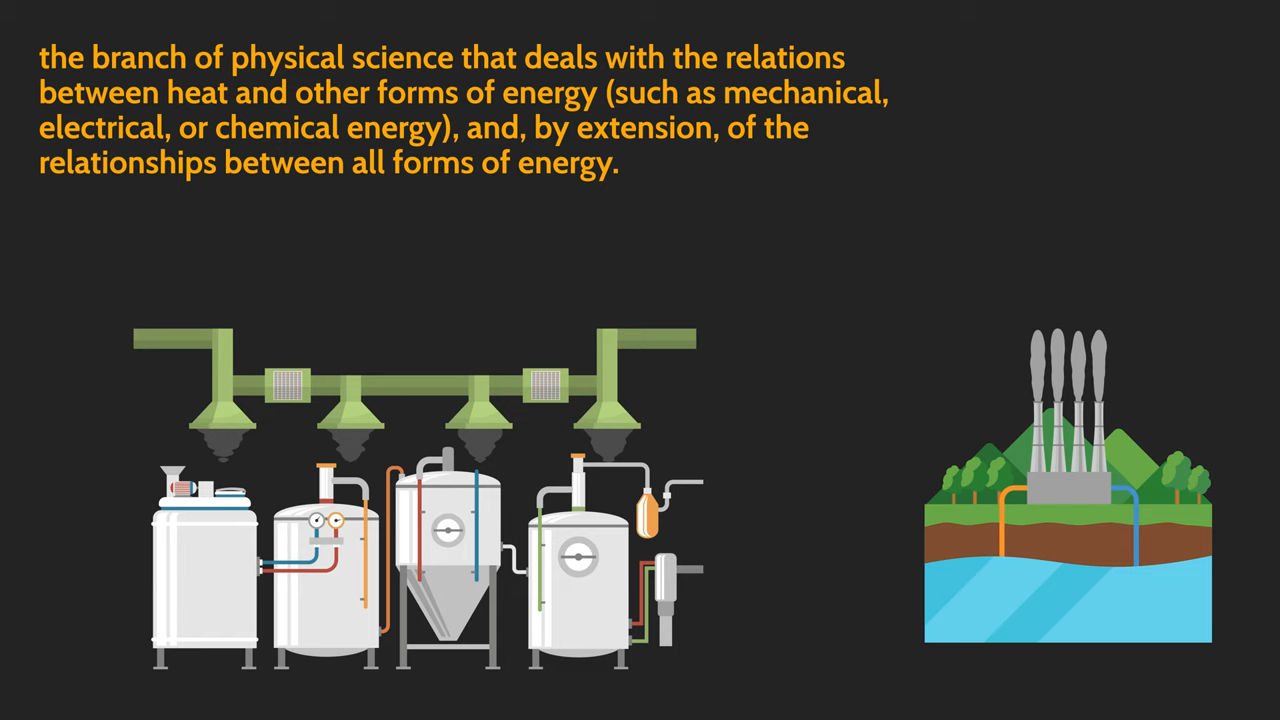 the branch of physical science that deals with the relations
between heat and other forms of energy (such as mechanical,
electrical, or chemical energy), and, by extension, of the
relationships between all forms of energy.